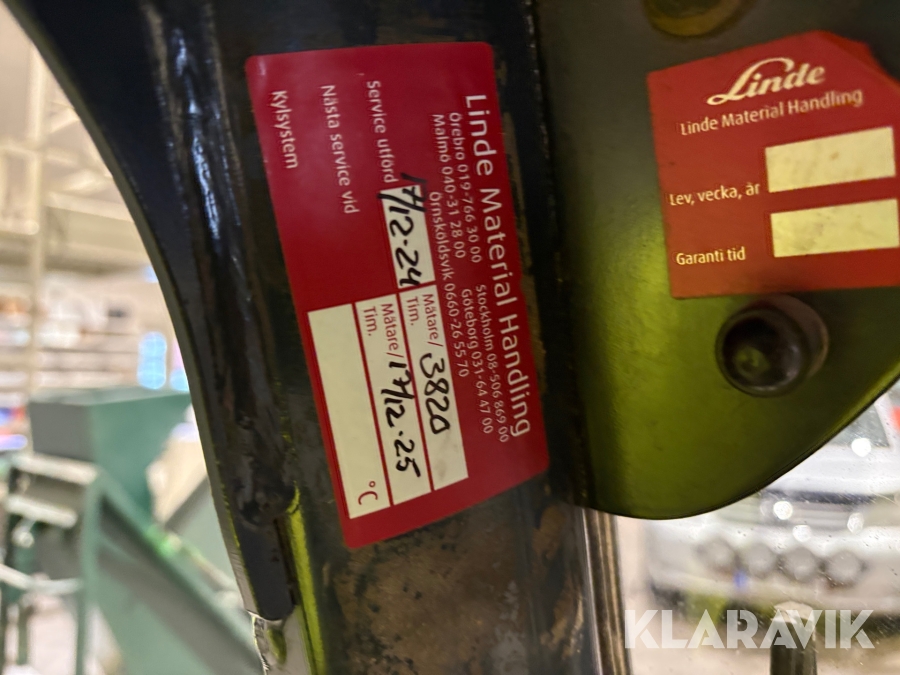 Linde Material Handling
Örebro 019-766 30 00 Stockholm 08-506 869 00
Malmö 040-31 28 00 Göteborg 031-64 47 00
Örnsköldsvik 0660-26 55 70
Service utförd 17/12-24 Mätare/Tim. 3820
Nästa service vid Mätare/Tim. 17/12-25
Kylsystem °C
Linde
Linde Material Handling
Lev, vecka, år
Garanti tid
KLARAVIK